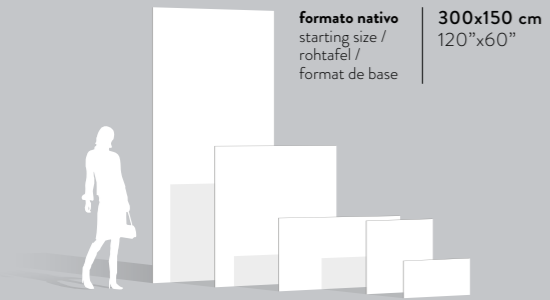 formato nativo
starting size /
rohtafel /
format de base
300x150 cm
120”x60”